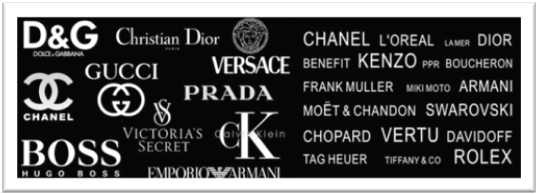 D&G
DOLCE&GABBANA
Christian Dior
PARIS
VERSACE
GUCCI
CHANEL
PRADA
VS
VICTORIA'S
SECRET
CK
Calvin Klein
BOSS
HUGO BOSS
EMPORIO ARMANI
CHANEL L'OREAL LA MER DIOR
BENEFIT KENZO PPR BOUCHERON
FRANK MULLER MIKI MOTO ARMANI
MOËT & CHANDON SWAROVSKI
CHOPARD VERTU DAVIDOFF
TAG HEUER TIFFANY & CO ROLEX